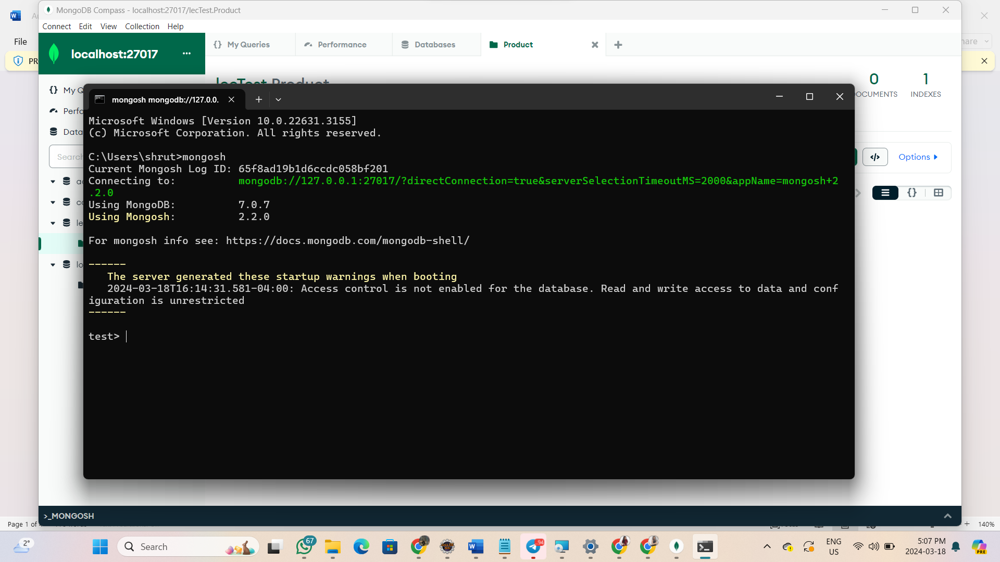 MongoDB Compass - localhost:27017/lecTest.Product
Connect Edit View Collection Help
File
localhost:27017
My Queries
Performance
Databases
Product
lecTest.Product
0
1
DOCUMENTS
INDEXES
mongosh mongodb://127.0.0.
Microsoft Windows [Version 10.0.22631.3155]
(c) Microsoft Corporation. All rights reserved.
C:\Users\shrut>mongosh
Current Mongosh Log ID: 65f8ad19b1d6ccdc058bf201
Connecting to: mongodb://127.0.0.1:27017/?directConnection=true&serverSelectionTimeoutMS=2000&appName=mongosh+2
.2.0
Using MongoDB: 7.0.7
Using Mongosh: 2.2.0
For mongosh info see: https://docs.mongodb.com/mongodb-shell/
------
The server generated these startup warnings when booting
2024-03-18T16:14:31.581-04:00: Access control is not enabled for the database. Read and write access to data and conf
iguration is unrestricted
------
test>
Options
>_MONGOSH
Page 1 of
140%
2°
Search
67
94
ENG
US
5:07 PM
2024-03-18
PRE